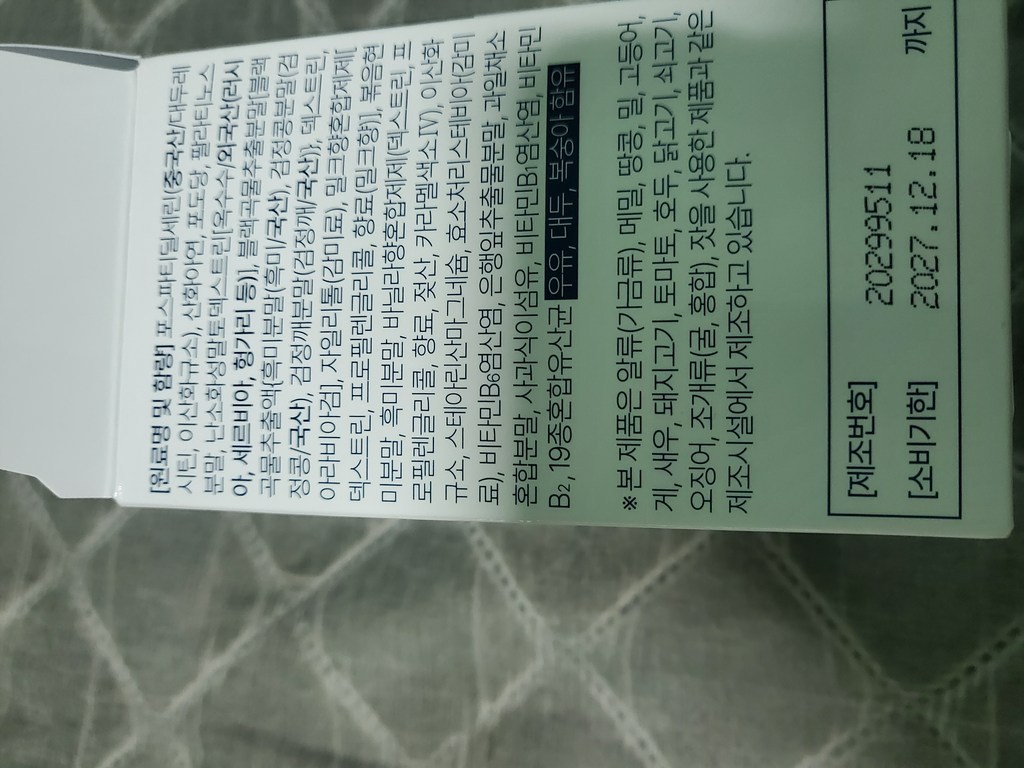 [원료명 및 함량] 포스파티딜세린(중국산/대두레
시틴, 이산화규소), 산화아연, 포도당, 팔라티노스
분말, 난소화성말토덱스트린[옥수수/외국산(러시
아, 세르비아, 헝가리 등)], 블랙곡물추출분말[블랙
곡물추출액{흑미분말(흑미/국산), 검정콩분말(검
정콩/국산), 검정깨분말(검정깨/국산)}, 덱스트린,
아라비아검], 자일리톨(감미료), 밀크향혼합제제[
덱스트린, 프로필렌글리콜, 향료(밀크향)], 볶음현
미분말, 흑미분말, 바닐라향혼합제제(덱스트린, 프
로필렌글리콜, 향료, 젖산, 카라멜색소IV), 이산화
규소, 스테아린산마그네슘, 효소처리스테비아(감미
료), 비타민B₆염산염, 은행잎추출물분말, 과일채소
혼합분말, 사과식이섬유, 비타민B₁염산염, 비타민
B₂, 19종혼합유산균 우유, 대두, 복숭아 함유
※본 제품은 알류(가금류), 메밀, 땅콩, 밀, 고등어,
게, 새우, 돼지고기, 토마토, 호두, 닭고기, 쇠고기,
오징어, 조개류(굴, 홍합), 잣을 사용한 제품과 같은
제조시설에서 제조하고 있습니다.
[제조번호] 20299511
[소비기한] 2027.12.18 까지